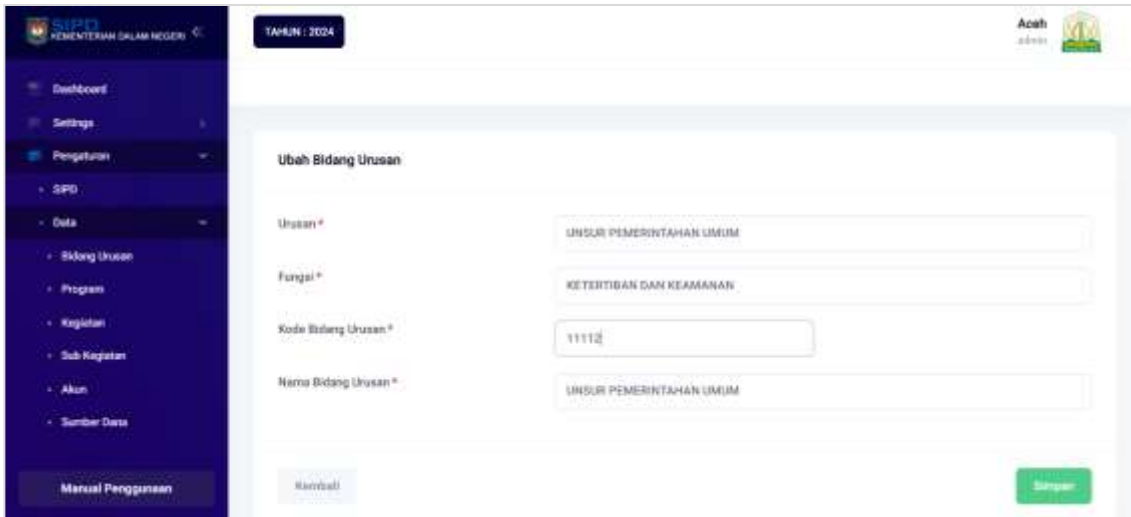 SIPD
KEMENTERIAN DALAM NEGERI
TAHUN : 2024
Aceh
admin
Dashboard
Settings
Pengaturan
SIPD
Data
Bidang Urusan
Program
Kegiatan
Sub Kegiatan
Akun
Sumber Dana
Manual Penggunaan
Ubah Bidang Urusan
Urusan *
UNSUR PEMERINTAHAN UMUM
Fungsi *
KETERTIBAN DAN KEAMANAN
Kode Bidang Urusan *
11112
Nama Bidang Urusan *
UNSUR PEMERINTAHAN UMUM
Kembali
Simpan